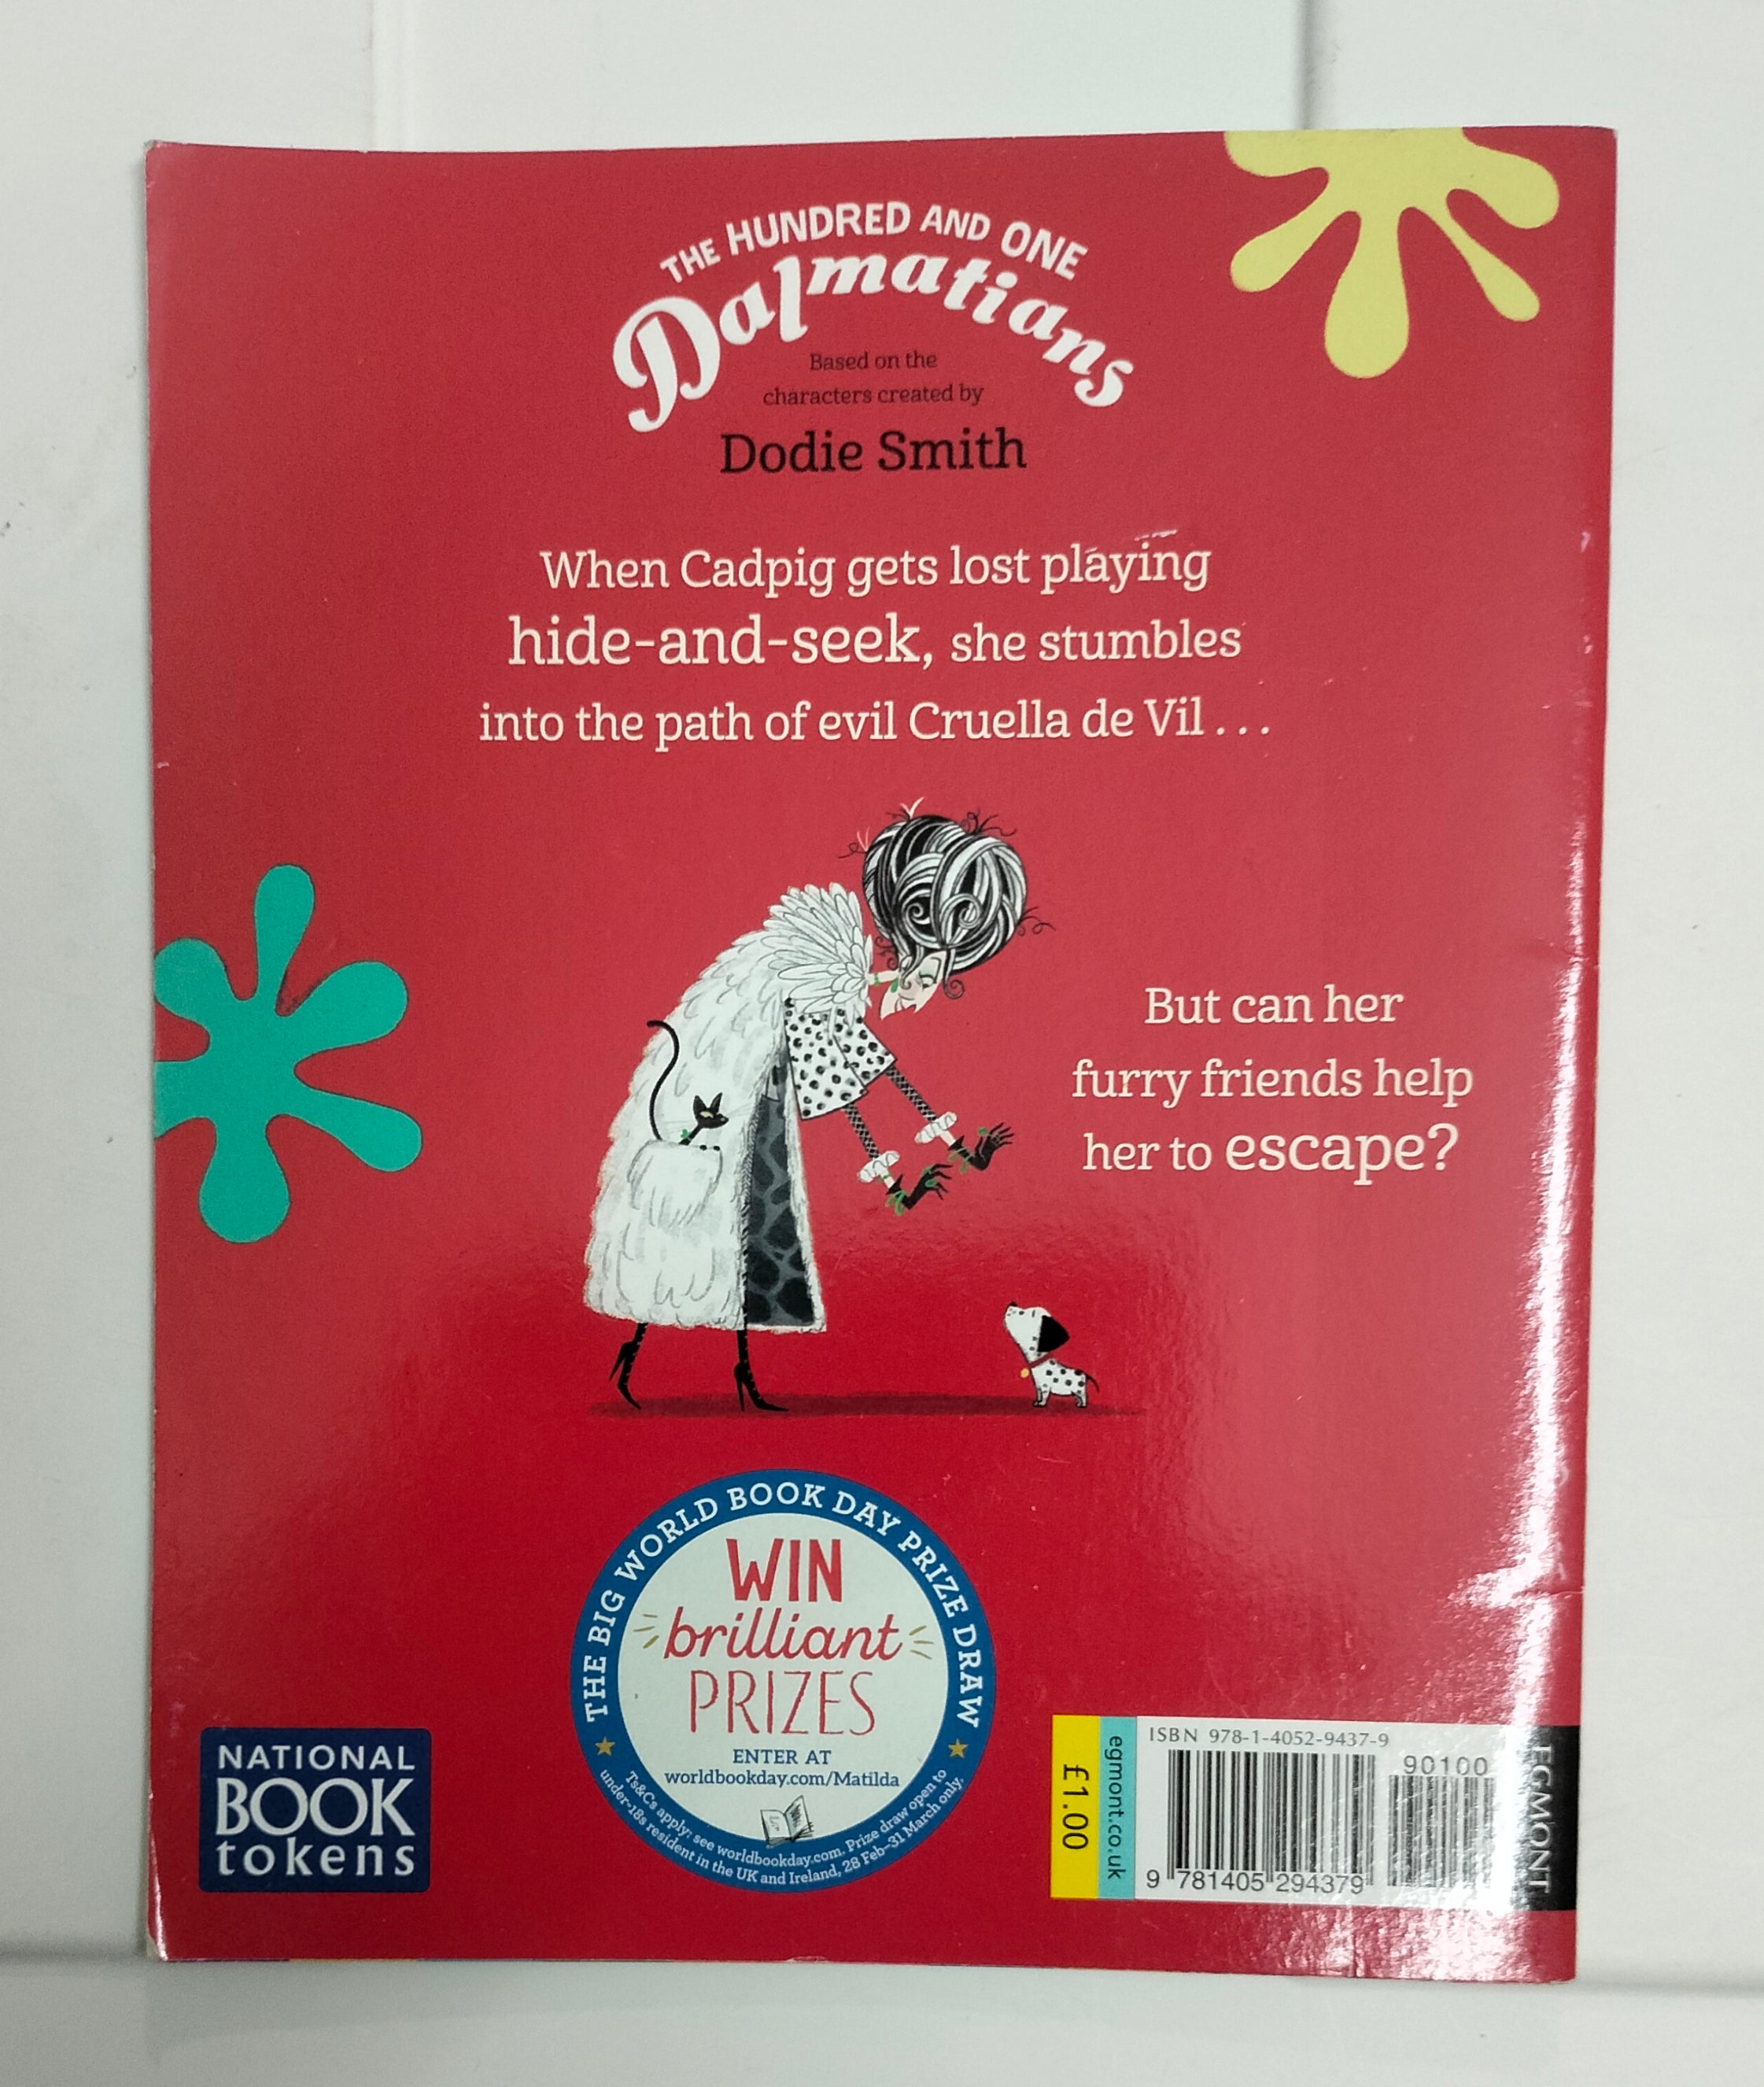 THE HUNDRED AND ONE
Dalmatians
Based on the
characters created by
Dodie Smith
When Cadpig gets lost playing
hide-and-seek, she stumbles
into the path of evil Cruella de Vil . . .
But can her
furry friends help
her to escape?
THE BIG WORLD BOOK DAY PRIZE DRAW
WIN
brilliant
PRIZES
ENTER AT
worldbookday.com/Matilda
Ts&Cs apply; see worldbookday.com. Prize draw open to
under-18s resident in the UK and Ireland, 28 Feb–31 March only.
NATIONAL
BOOK
tokens
£1.00
egmont.co.uk
ISBN 978-1-4052-9437-9
90100
9 781405 294379
EGMONT